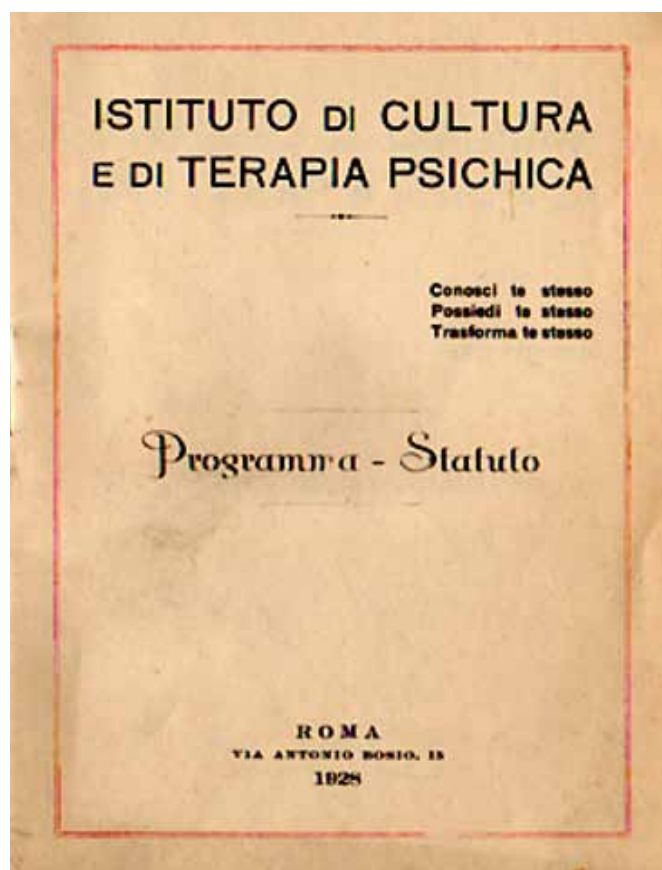 ISTITUTO DI CULTURA
E DI TERAPIA PSICHICA
Conosci te stesso
Possiedi te stesso
Trasforma te stesso
Programma - Statuto
ROMA
VIA ANTONIO BOSIO, 15
1928